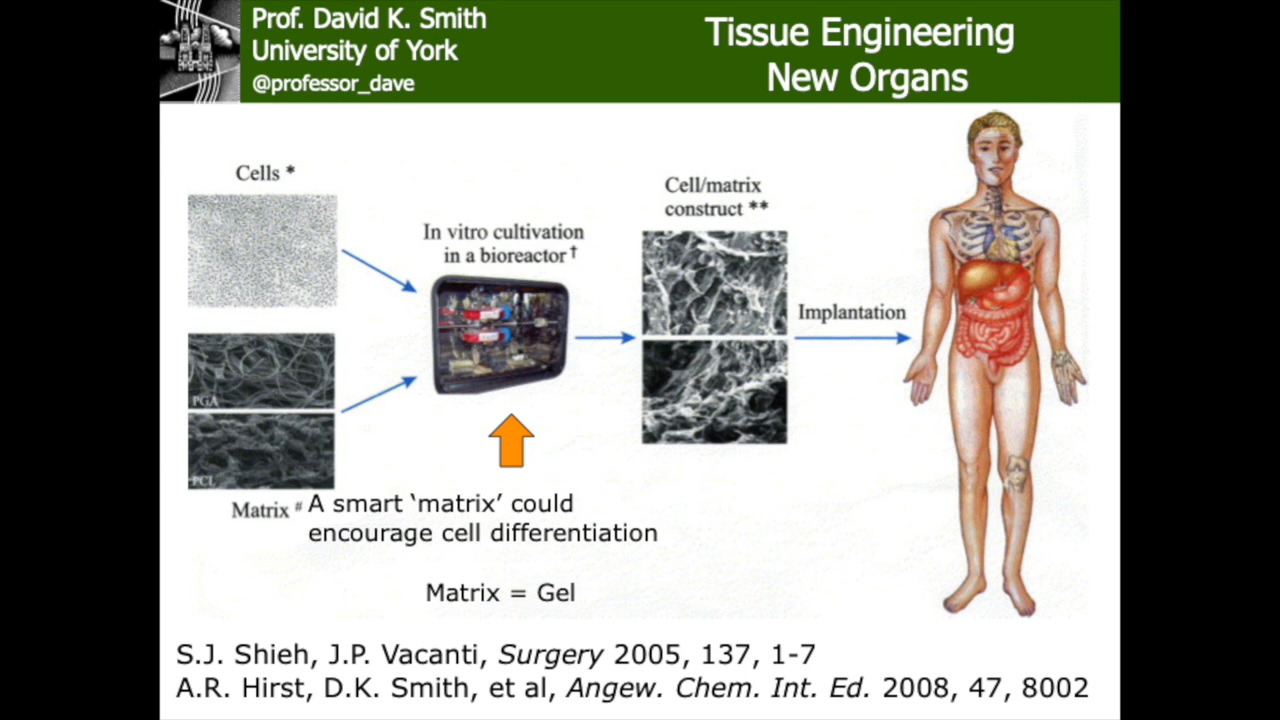 Prof. David K. Smith
University of York
@professor_dave
Tissue Engineering
New Organs
Cells *
In vitro cultivation
in a bioreactor †
Cell/matrix
construct **
Implantation
PGA
PCL
Matrix #
A smart ‘matrix’ could
encourage cell differentiation
Matrix = Gel
S.J. Shieh, J.P. Vacanti, Surgery 2005, 137, 1-7
A.R. Hirst, D.K. Smith, et al, Angew. Chem. Int. Ed. 2008, 47, 8002